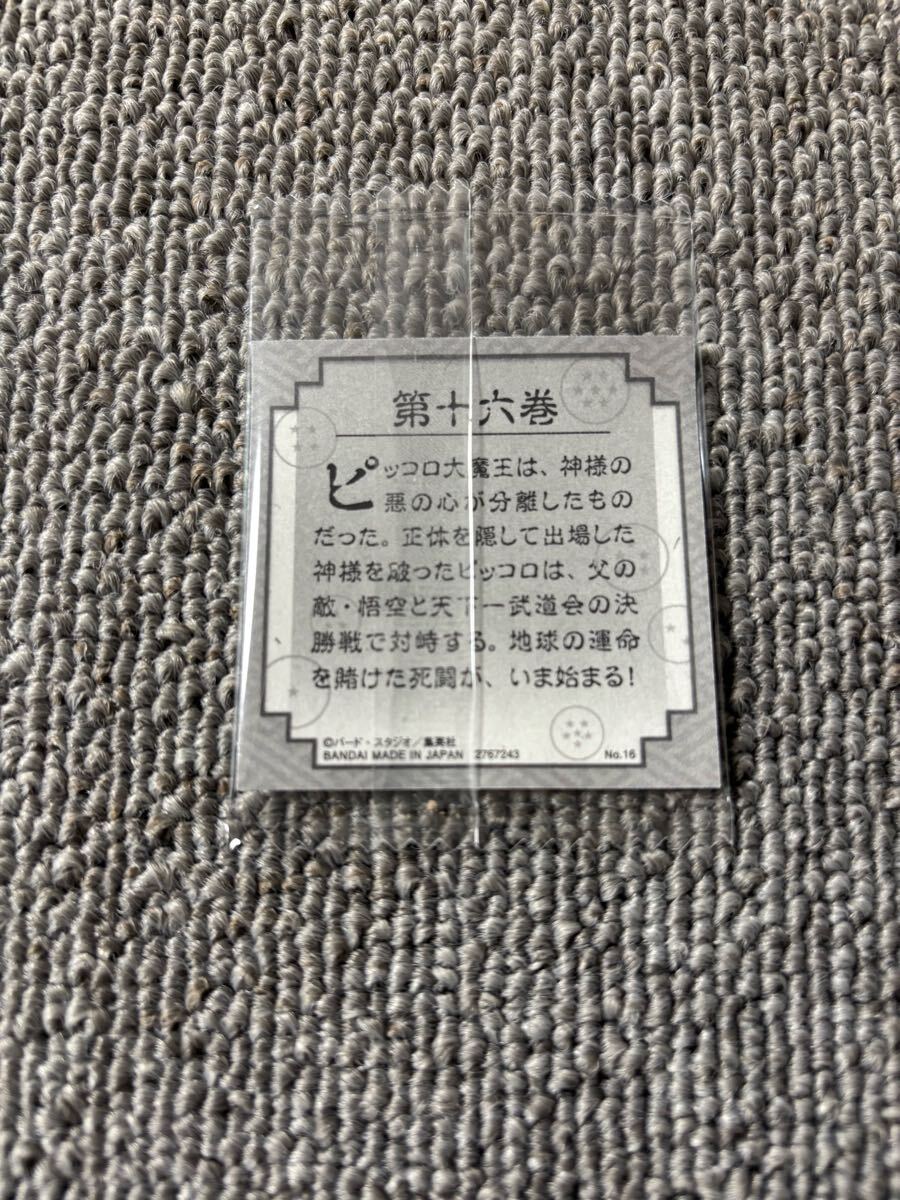 第十六巻
ピッコロ大魔王は、神様の
悪の心が分離したもの
だった。正体を隠して出場した
神様を破ったピッコロは、父の
敵・悟空と天下一武道会の決
勝戦で対峙する。地球の運命
を賭けた死闘が、いま始まる!
©バード・スタジオ／集英社
BANDAI MADE IN JAPAN 2767243 No.16